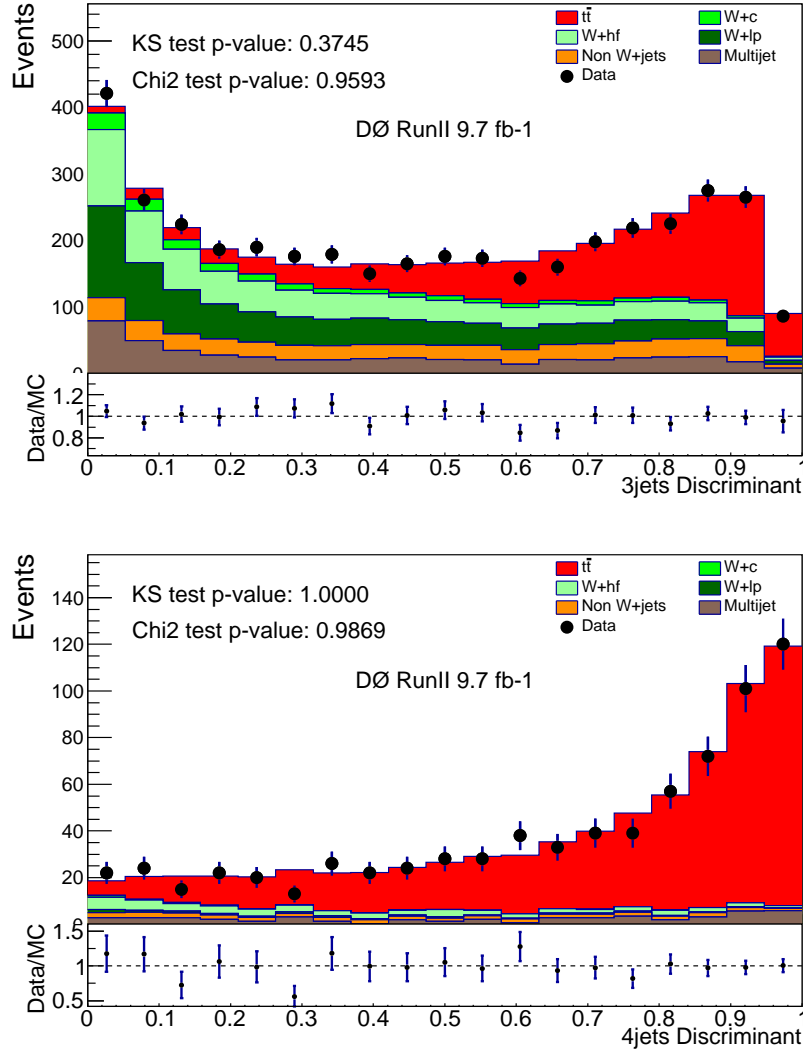 Events
500
400
300
200
100
0
KS test p-value: 0.3745
Chi2 test p-value: 0.9593
DØ RunII 9.7 fb-1
tt̄ W+c
W+hf W+lp
Non W+jets Multijet
Data
Data/MC
1.2
1
0.8
0 0.1 0.2 0.3 0.4 0.5 0.6 0.7 0.8 0.9 1
3jets Discriminant
Events
140
120
100
80
60
40
20
0
KS test p-value: 1.0000
Chi2 test p-value: 0.9869
DØ RunII 9.7 fb-1
tt̄ W+c
W+hf W+lp
Non W+jets Multijet
Data
Data/MC
1.5
1
0.5
0 0.1 0.2 0.3 0.4 0.5 0.6 0.7 0.8 0.9 1
4jets Discriminant